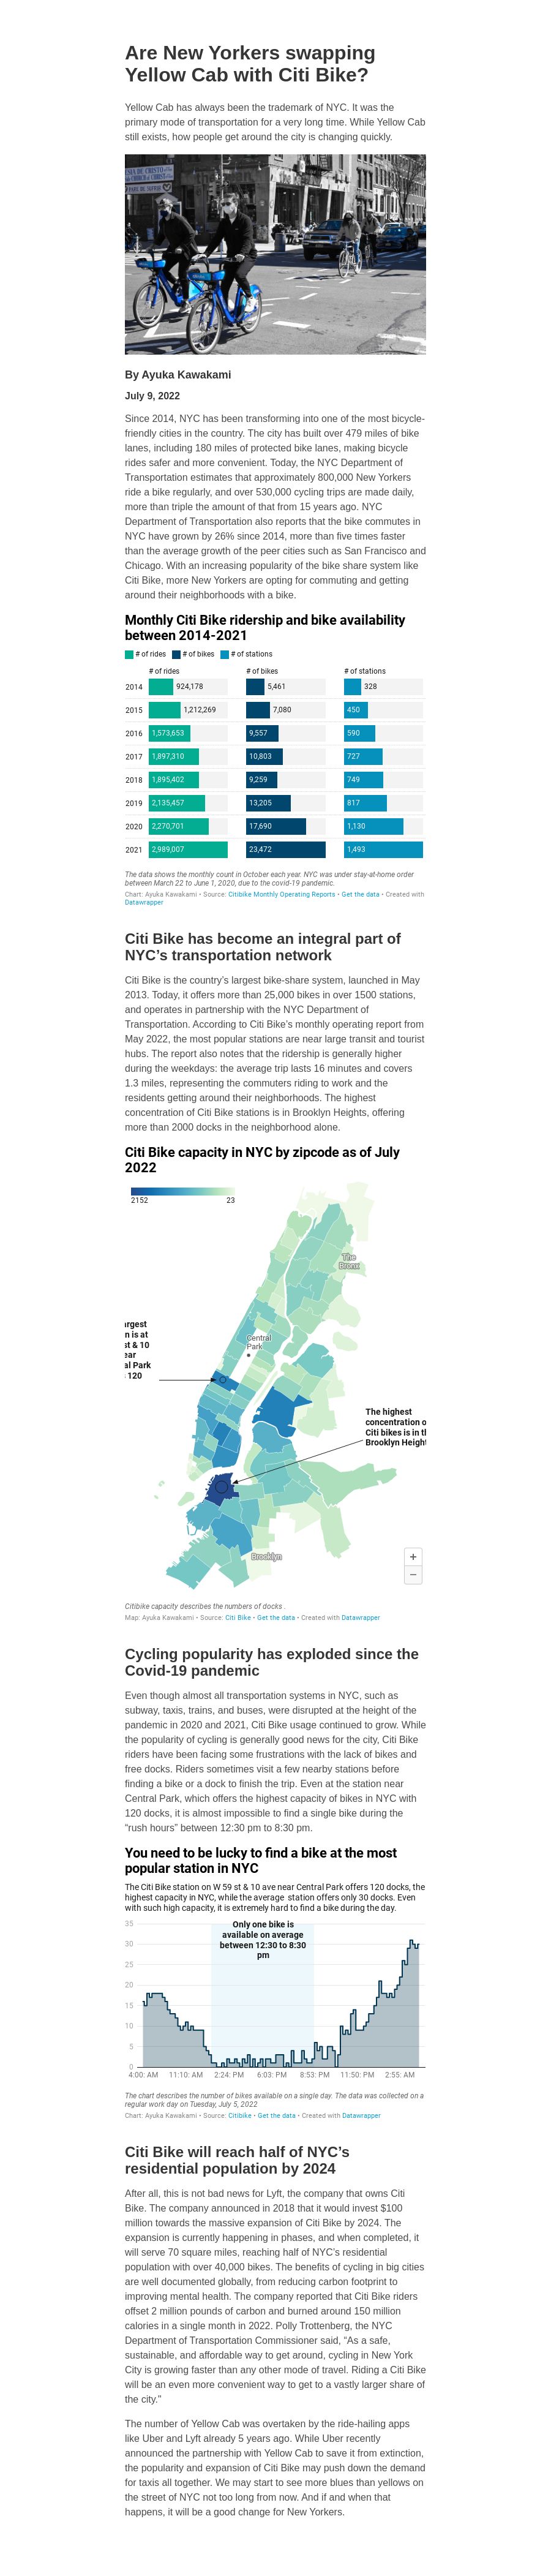 Are New Yorkers swapping
Yellow Cab with Citi Bike?
Yellow Cab has always been the trademark of NYC. It was the
primary mode of transportation for a very long time. While Yellow Cab
still exists, how people get around the city is changing quickly.
By Ayuka Kawakami
July 9, 2022
Since 2014, NYC has been transforming into one of the most bicycle-
friendly cities in the country. The city has built over 479 miles of bike
lanes, including 180 miles of protected bike lanes, making bicycle
rides safer and more convenient. Today, the NYC Department of
Transportation estimates that approximately 800,000 New Yorkers
ride a bike regularly, and over 530,000 cycling trips are made daily,
more than triple the amount of that from 15 years ago. NYC
Department of Transportation also reports that the bike commutes in
NYC have grown by 26% since 2014, more than five times faster
than the average growth of the peer cities such as San Francisco and
Chicago. With an increasing popularity of the bike share system like
Citi Bike, more New Yorkers are opting for commuting and getting
around their neighborhoods with a bike.
Monthly Citi Bike ridership and bike availability
between 2014-2021
# of rides # of bikes # of stations
# of rides # of bikes # of stations
2014 924,178 5,461 328
2015 1,212,269 7,080 450
2016 1,573,653 9,557 590
2017 1,897,310 10,803 727
2018 1,895,402 9,259 749
2019 2,135,457 13,205 817
2020 2,270,701 17,690 1,130
2021 2,989,007 23,472 1,493
The data shows the monthly count in October each year. NYC was under stay-at-home order
between March 22 to June 1, 2020, due to the covid-19 pandemic.
Chart: Ayuka Kawakami • Source: Citibike Monthly Operating Reports • Get the data • Created with
Datawrapper
Citi Bike has become an integral part of
NYC's transportation network
Citi Bike is the country's largest bike-share system, launched in May
2013. Today, it offers more than 25,000 bikes in over 1500 stations,
and operates in partnership with the NYC Department of
Transportation. According to Citi Bike's monthly operating report from
May 2022, the most popular stations are near large transit and tourist
hubs. The report also notes that the ridership is generally higher
during the weekdays: the average trip lasts 16 minutes and covers
1.3 miles, representing the commuters riding to work and the
residents getting around their neighborhoods. The highest
concentration of Citi Bike stations is in Brooklyn Heights, offering
more than 2000 docks in the neighborhood alone.
Citi Bike capacity in NYC by zipcode as of July
2022
2152 23
The
Bronx
argest
n is at
st & 10
ear
al Park
120
Central
Park
The highest
concentration o
Citi bikes is in th
Brooklyn Height
Brooklyn
+
−
Citibike capacity describes the numbers of docks .
Map: Ayuka Kawakami • Source: Citi Bike • Get the data • Created with Datawrapper
Cycling popularity has exploded since the
Covid-19 pandemic
Even though almost all transportation systems in NYC, such as
subway, taxis, trains, and buses, were disrupted at the height of the
pandemic in 2020 and 2021, Citi Bike usage continued to grow. While
the popularity of cycling is generally good news for the city, Citi Bike
riders have been facing some frustrations with the lack of bikes and
free docks. Riders sometimes visit a few nearby stations before
finding a bike or a dock to finish the trip. Even at the station near
Central Park, which offers the highest capacity of bikes in NYC with
120 docks, it is almost impossible to find a single bike during the
"rush hours" between 12:30 pm to 8:30 pm.
You need to be lucky to find a bike at the most
popular station in NYC
The Citi Bike station on W 59 st & 10 ave near Central Park offers 120 docks, the
highest capacity in NYC, while the average station offers only 30 docks. Even
with such high capacity, it is extremely hard to find a bike during the day.
Only one bike is
available on average
between 12:30 to 8:30
pm
35
30
25
20
15
10
5
0
4:00: AM 11:10: AM 2:24: PM 6:03: PM 8:53: PM 11:50: PM 2:55: AM
The chart describes the number of bikes available on a single day. The data was collected on a
regular work day on Tuesday, July 5, 2022
Chart: Ayuka Kawakami • Source: Citibike • Get the data • Created with Datawrapper
Citi Bike will reach half of NYC's
residential population by 2024
After all, this is not bad news for Lyft, the company that owns Citi
Bike. The company announced in 2018 that it would invest $100
million towards the massive expansion of Citi Bike by 2024. The
expansion is currently happening in phases, and when completed, it
will serve 70 square miles, reaching half of NYC's residential
population with over 40,000 bikes. The benefits of cycling in big cities
are well documented globally, from reducing carbon footprint to
improving mental health. The company reported that Citi Bike riders
offset 2 million pounds of carbon and burned around 150 million
calories in a single month in 2022. Polly Trottenberg, the NYC
Department of Transportation Commissioner said, "As a safe,
sustainable, and affordable way to get around, cycling in New York
City is growing faster than any other mode of travel. Riding a Citi Bike
will be an even more convenient way to get to a vastly larger share of
the city."
The number of Yellow Cab was overtaken by the ride-hailing apps
like Uber and Lyft already 5 years ago. While Uber recently
announced the partnership with Yellow Cab to save it from extinction,
the popularity and expansion of Citi Bike may push down the demand
for taxis all together. We may start to see more blues than yellows on
the street of NYC not too long from now. And if and when that
happens, it will be a good change for New Yorkers.